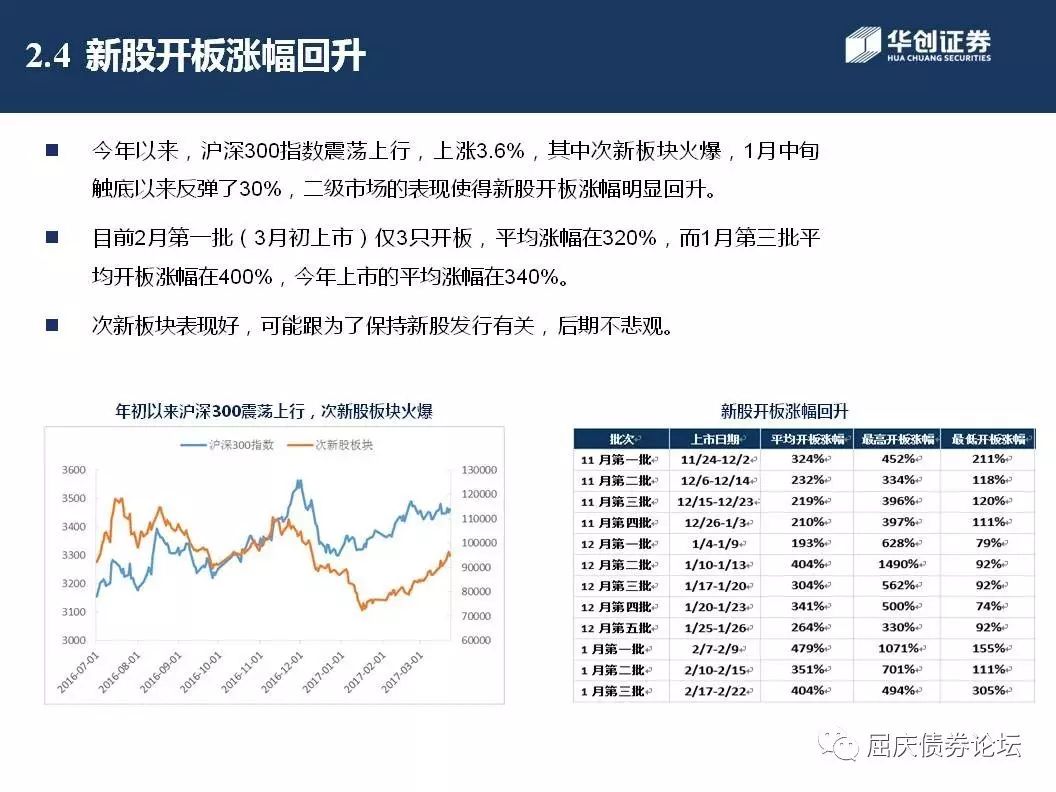 2.4 新股开板涨幅回升
华创证券
HUA CHUANG SECURITIES
今年以来，沪深300指数震荡上行，上涨3.6%，其中次新板块火爆，1月中旬
触底以来反弹了30%，二级市场的表现使得新股开板涨幅明显回升。
目前2月第一批（3月初上市）仅3只开板，平均涨幅在320%，而1月第三批平
均开板涨幅在400%，今年上市的平均涨幅在340%。
次新板块表现好，可能跟为了保持新股发行有关，后期不悲观。
年初以来沪深300震荡上行，次新股板块火爆
沪深300指数 次新股板块
3600 130000
3500 120000
3400 110000
100000
3300 90000
3200 80000
3100 70000
3000 60000
2016-07-01 2016-08-01 2016-09-01 2016-10-01 2016-11-01 2016-12-01 2017-01-01 2017-02-01 2017-03-01
新股开板涨幅回升
批次 上市日期 平均开板涨幅 最高开板涨幅 最低开板涨幅
11 月第一批 11/24-12/2 324% 452% 211%
11 月第二批 12/6-12/14 232% 334% 118%
11 月第三批 12/15-12/23 219% 396% 120%
11 月第四批 12/26-1/3 210% 397% 111%
12 月第一批 1/4-1/9 193% 628% 79%
12 月第二批 1/10-1/13 404% 1490% 92%
12 月第三批 1/17-1/20 304% 562% 92%
12 月第四批 1/20-1/23 341% 500% 74%
12 月第五批 1/25-1/26 264% 330% 92%
1 月第一批 2/7-2/9 479% 1071% 155%
1 月第二批 2/10-2/15 351% 701% 111%
1 月第三批 2/17-2/22 404% 494% 305%
屈庆债券论坛